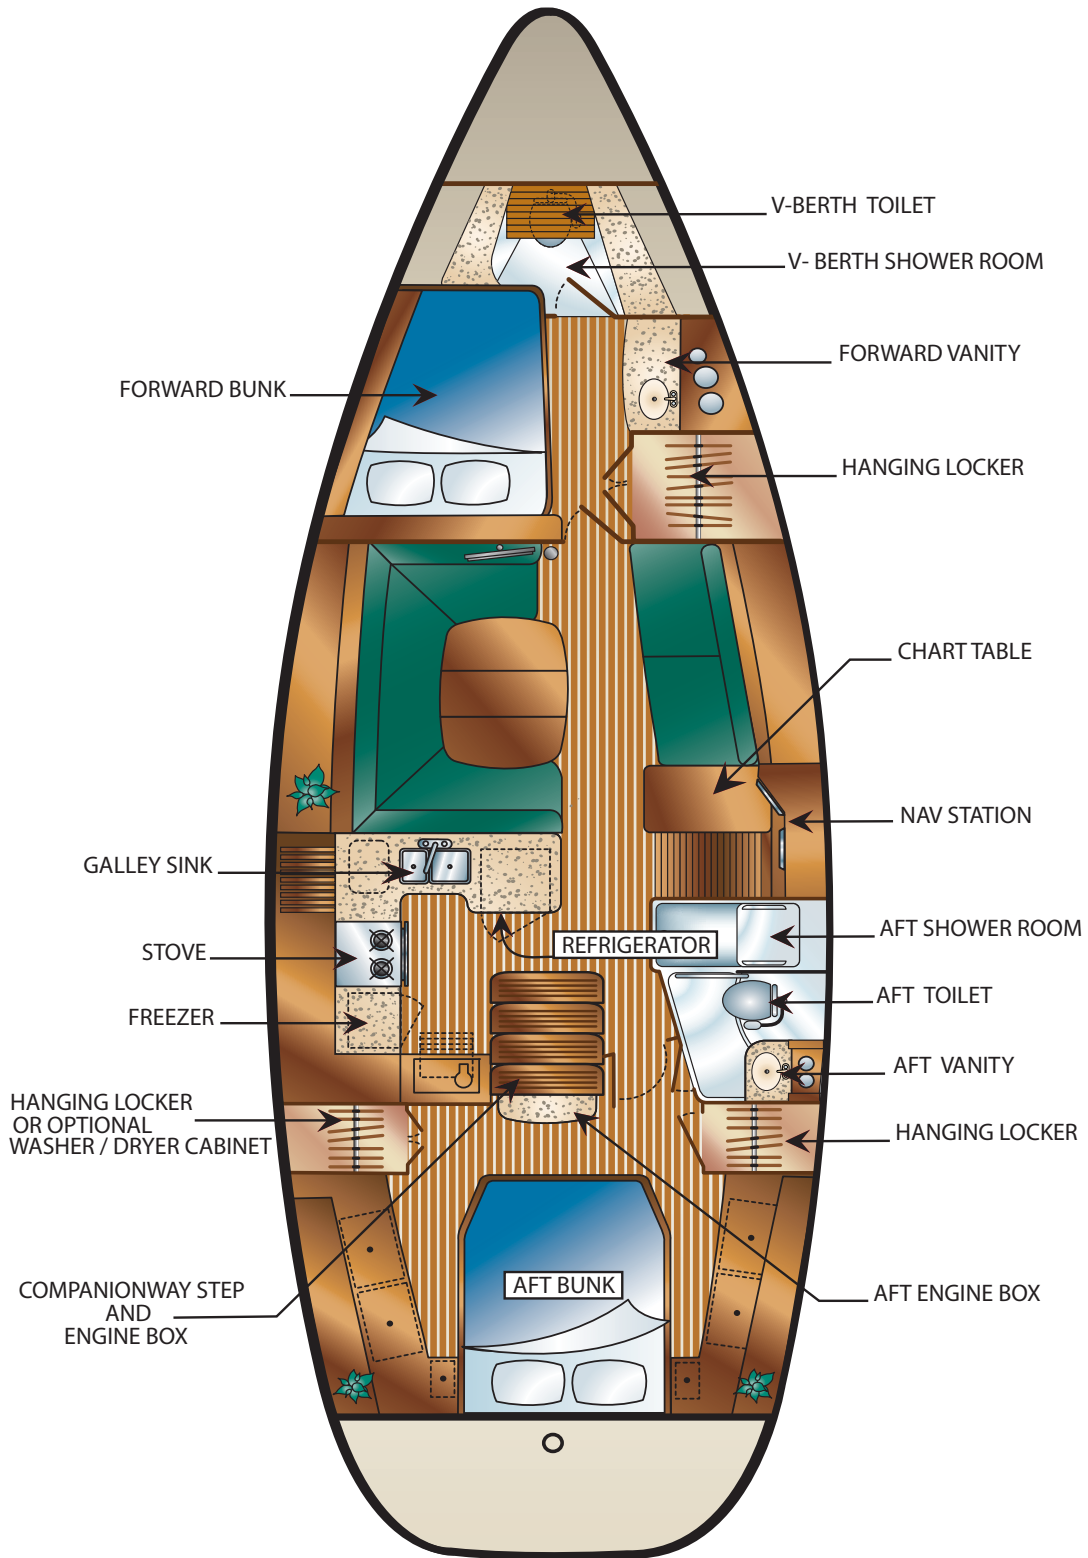 V-BERTH TOILET
V- BERTH SHOWER ROOM
FORWARD VANITY
FORWARD BUNK
HANGING LOCKER
CHART TABLE
NAV STATION
GALLEY SINK
AFT SHOWER ROOM
REFRIGERATOR
STOVE
AFT TOILET
FREEZER
AFT VANITY
HANGING LOCKER
OR OPTIONAL
WASHER / DRYER CABINET
HANGING LOCKER
AFT BUNK
COMPANIONWAY STEP
AND
ENGINE BOX
AFT ENGINE BOX